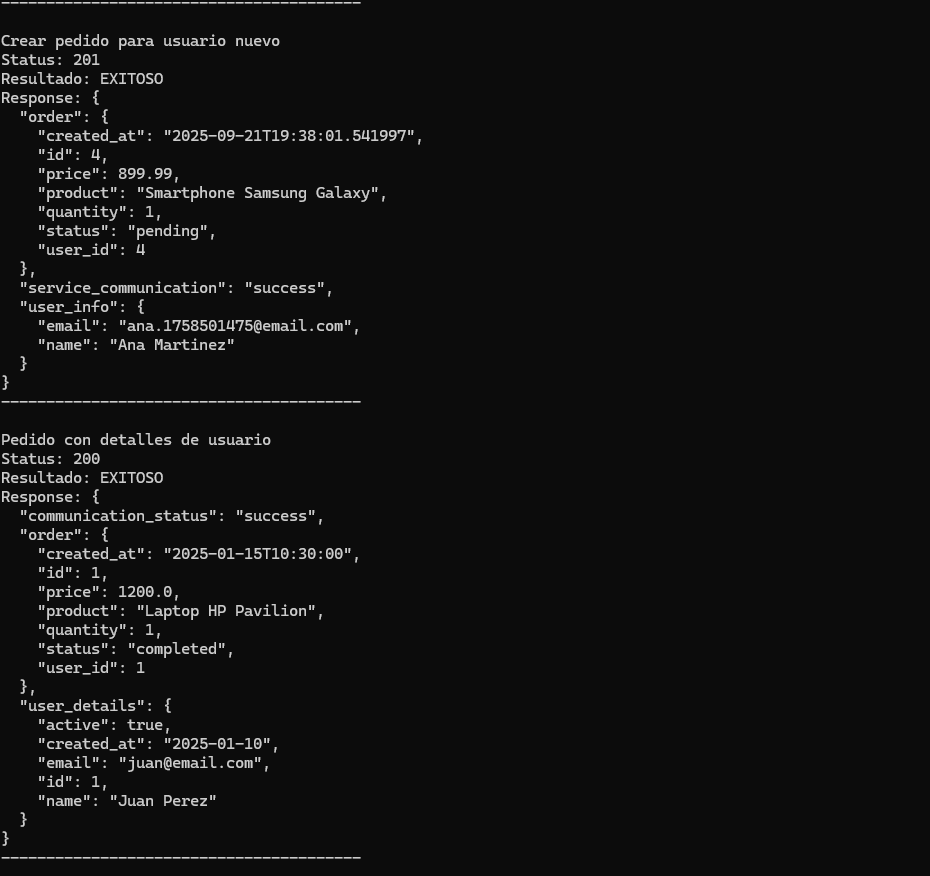 ----------------------------------------
Crear pedido para usuario nuevo
Status: 201
Resultado: EXITOSO
Response: {
  "order": {
    "created_at": "2025-09-21T19:38:01.541997",
    "id": 4,
    "price": 899.99,
    "product": "Smartphone Samsung Galaxy",
    "quantity": 1,
    "status": "pending",
    "user_id": 4
  },
  "service_communication": "success",
  "user_info": {
    "email": "ana.1758501475@email.com",
    "name": "Ana Martinez"
  }
}
----------------------------------------
Pedido con detalles de usuario
Status: 200
Resultado: EXITOSO
Response: {
  "communication_status": "success",
  "order": {
    "created_at": "2025-01-15T10:30:00",
    "id": 1,
    "price": 1200.0,
    "product": "Laptop HP Pavilion",
    "quantity": 1,
    "status": "completed",
    "user_id": 1
  },
  "user_details": {
    "active": true,
    "created_at": "2025-01-10",
    "email": "juan@email.com",
    "id": 1,
    "name": "Juan Perez"
  }
}
----------------------------------------